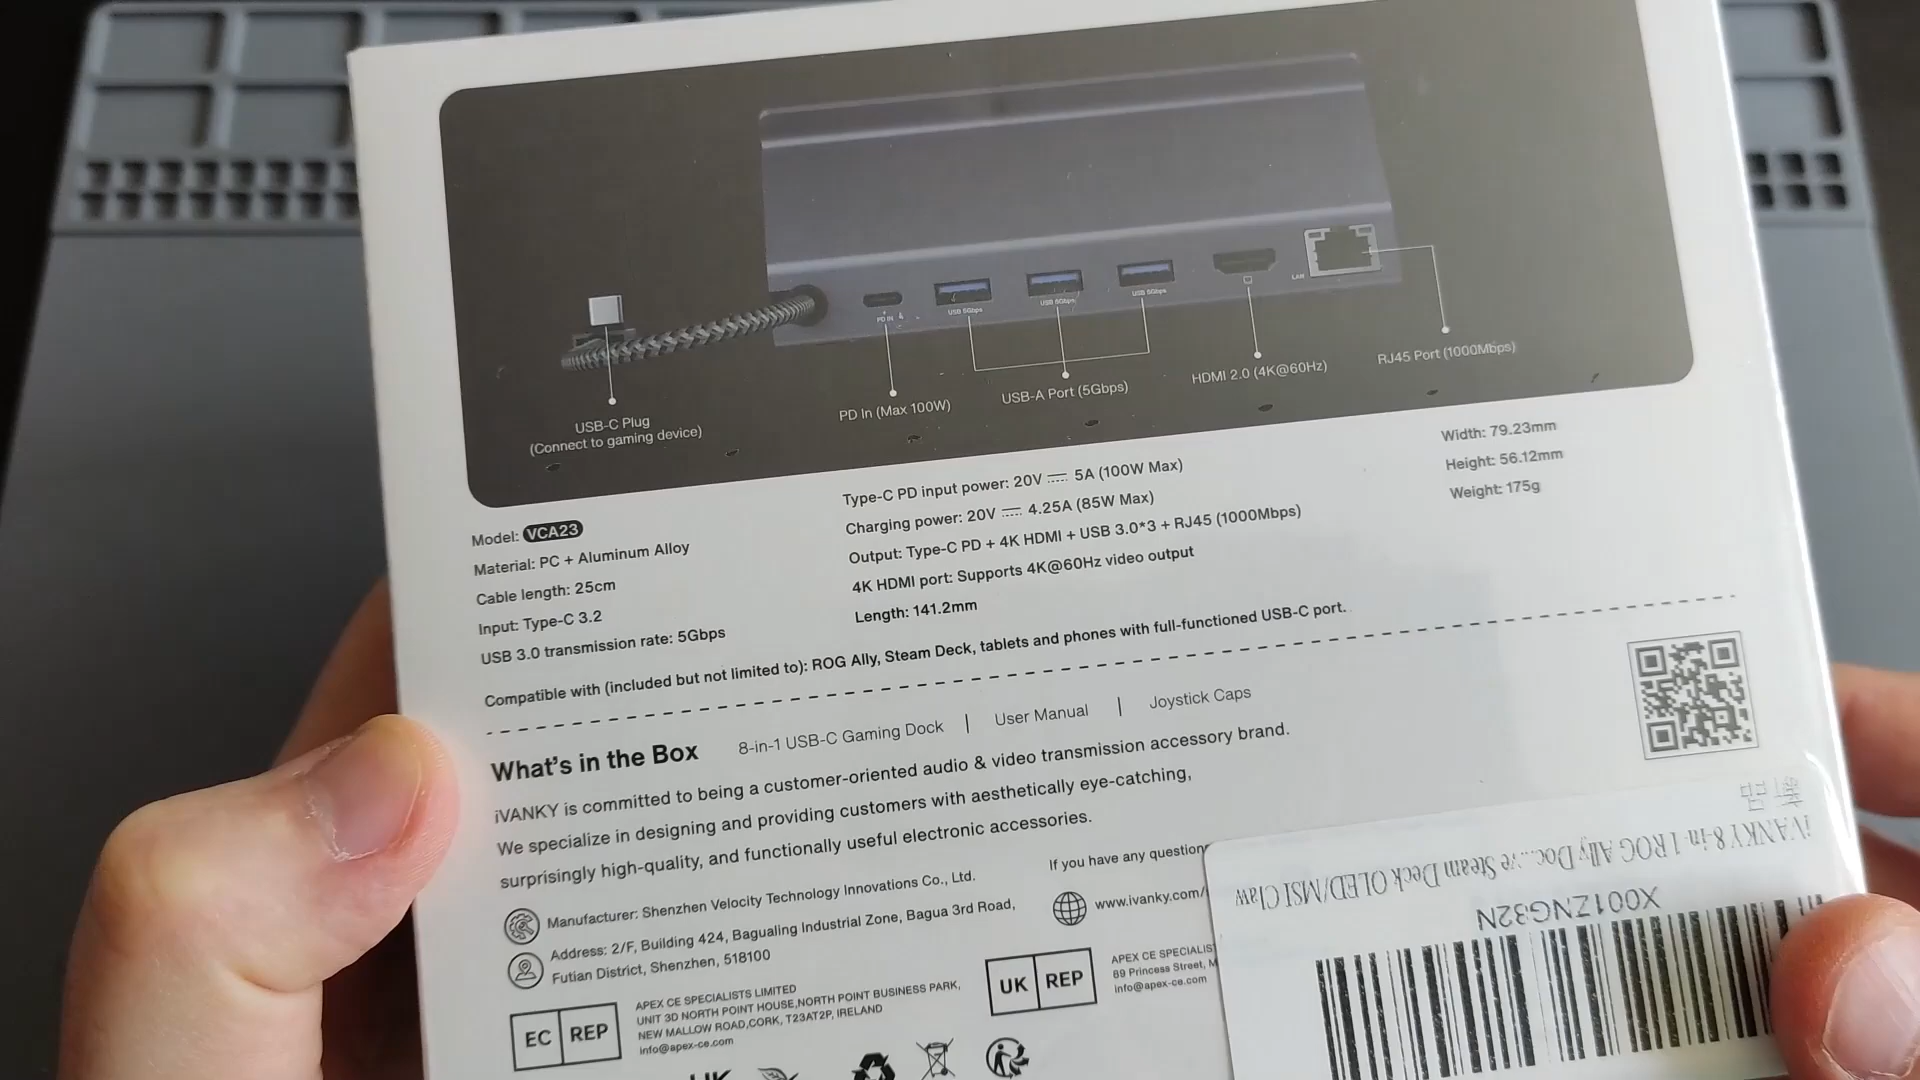 LAN
PD IN
USB 5Gbps
USB 5Gbps
USB 5Gbps
USB-C Plug
(Connect to gaming device)
PD In (Max 100W)
USB-A Port (5Gbps)
HDMI 2.0 (4K@60Hz)
RJ45 Port (1000Mbps)
Model: VCA23
Material: PC + Aluminum Alloy
Cable length: 25cm
Input: Type-C 3.2
USB 3.0 transmission rate: 5Gbps
Type-C PD input power: 20V ⎓ 5A (100W Max)
Charging power: 20V ⎓ 4.25A (85W Max)
Output: Type-C PD + 4K HDMI + USB 3.0*3 + RJ45 (1000Mbps)
4K HDMI port: Supports 4K@60Hz video output
Length: 141.2mm
Width: 79.23mm
Height: 56.12mm
Weight: 175g
Compatible with (included but not limited to): ROG Ally, Steam Deck, tablets and phones with full-functioned USB-C port.
What's in the Box 8-in-1 USB-C Gaming Dock | User Manual | Joystick Caps
iVANKY is committed to being a customer-oriented audio & video transmission accessory brand.
We specialize in designing and providing customers with aesthetically eye-catching,
surprisingly high-quality, and functionally useful electronic accessories.
Manufacturer: Shenzhen Velocity Technology Innovations Co., Ltd.
Address: 2/F, Building 424, Bagualing Industrial Zone, Bagua 3rd Road,
Futian District, Shenzhen, 518100
If you have any question
www.ivanky.com/
EC REP
APEX CE SPECIALISTS LIMITED
UNIT 3D NORTH POINT HOUSE,NORTH POINT BUSINESS PARK,
NEW MALLOW ROAD,CORK, T23AT2P, IRELAND
info@apex-ce.com
UK REP
APEX CE SPECIALIS
89 Princess Street, M
info@apex-ce.com
X001ZNG32N
iVANKY 8-in-1 ROG Ally Doc...ve Steam Deck OLED/MSI Claw
新品